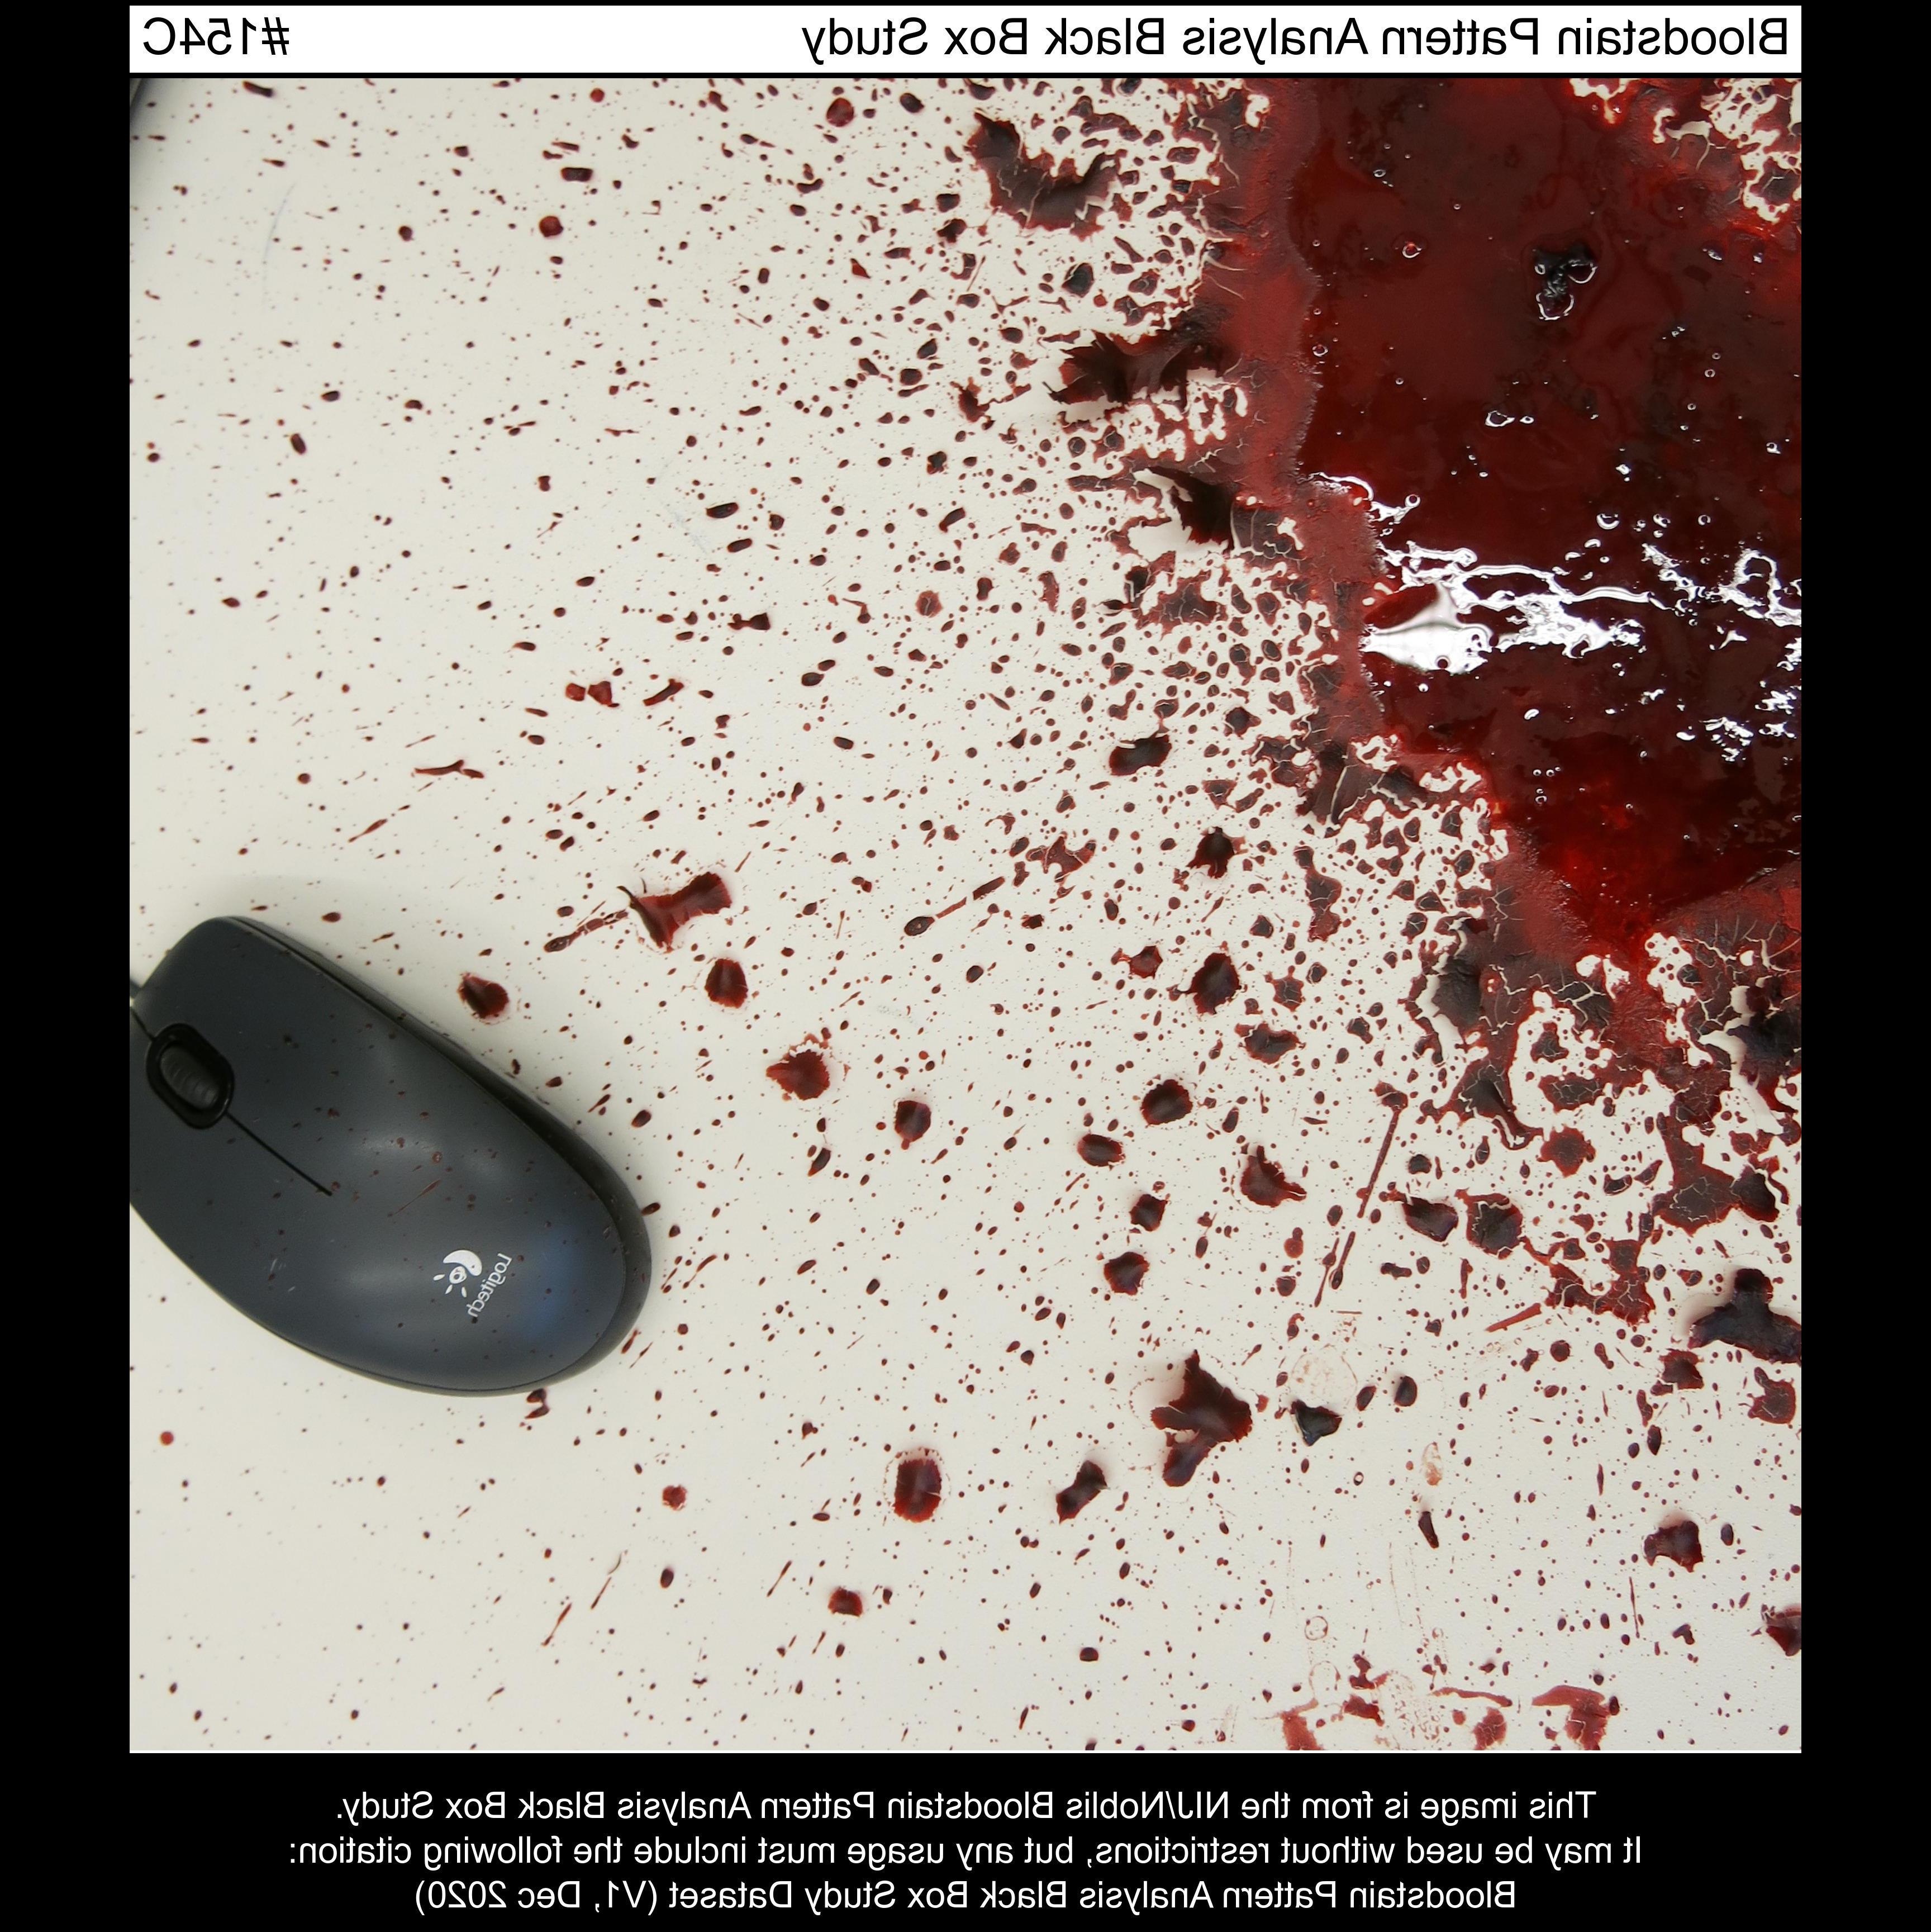 Bloodstain Pattern Analysis Black Box Study #154C
Logitech
This image is from the NIJ/Noblis Bloodstain Pattern Analysis Black Box Study.
It may be used without restrictions, but any usage must include the following citation:
Bloodstain Pattern Analysis Black Box Study Dataset (V1, Dec 2020)